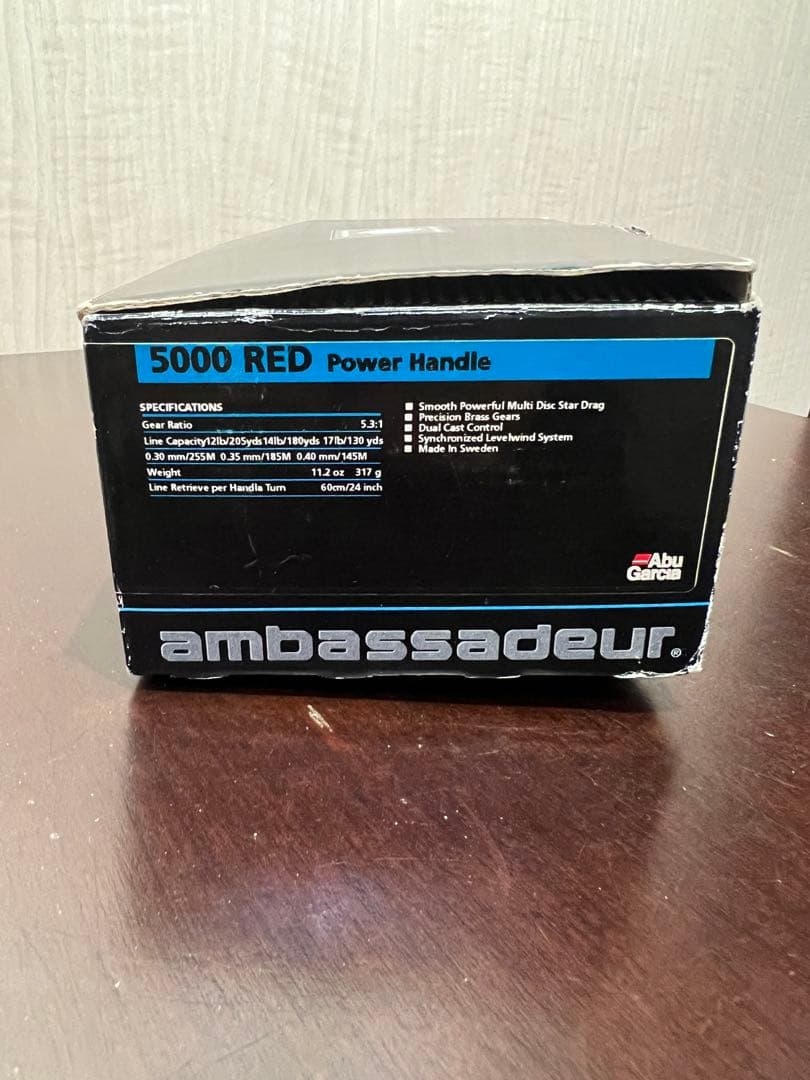 5000 RED Power Handle
SPECIFICATIONS
Gear Ratio 5.3:1
Line Capacity12lb/205yds14lb/180yds 17lb/130 yds
0.30 mm/255M 0.35 mm/185M 0.40 mm/145M
Weight 11.2 oz 317 g
Line Retrieve per Handle Turn 60cm/24 inch
Smooth Powerful Multi Disc Star Drag
Precision Brass Gears
Dual Cast Control
Synchronized Levelwind System
Made In Sweden
Abu
Garcia
ambassadeur®